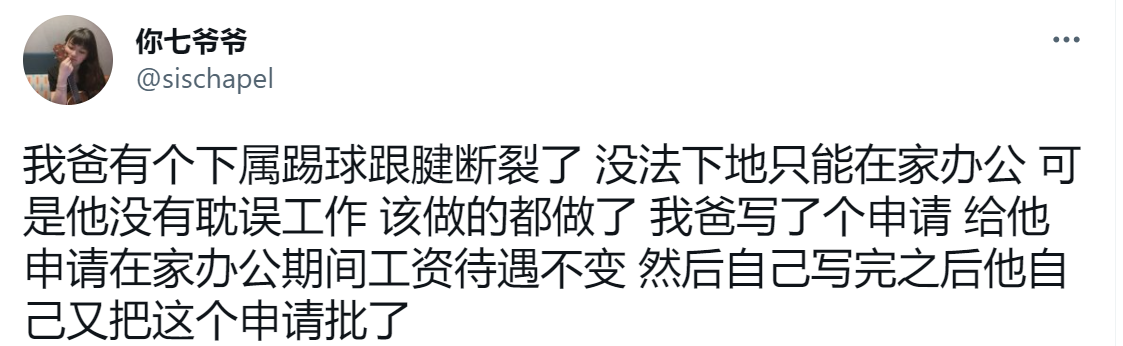 你七爷爷
@sischapel
我爸有个下属踢球跟腱断裂了 没法下地只能在家办公 可
是他没有耽误工作 该做的都做了 我爸写了个申请 给他
申请在家办公期间工资待遇不变 然后自己写完之后他自
己又把这个申请批了